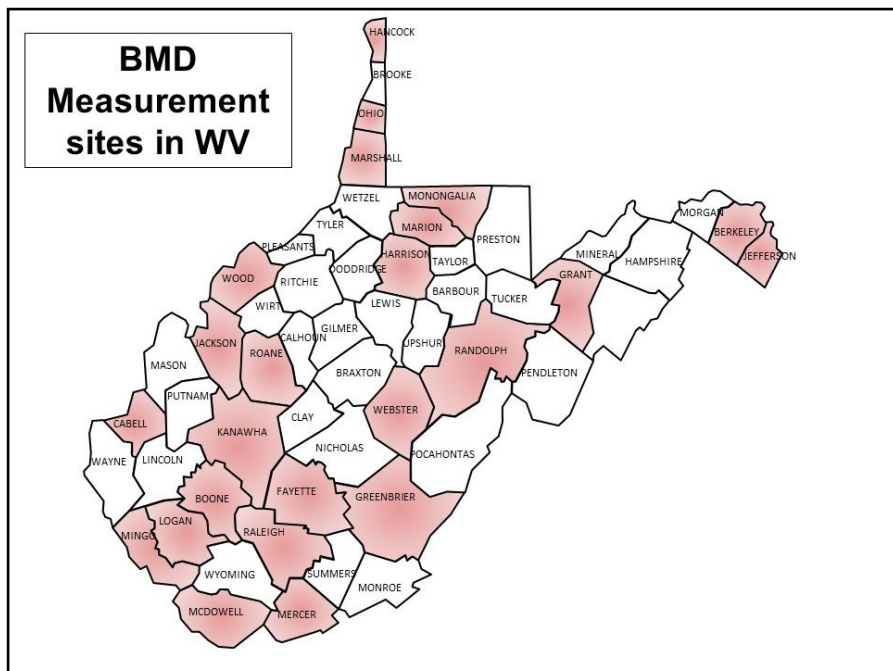 BMD
Measurement
sites in WV
HANCOCK
BROOKE
OHIO
MARSHALL
WETZEL
MONONGALIA
TYLER
MARION
PRESTON
MORGAN
BERKELEY
PLEASANTS
DODDRIDGE
HARRISON
TAYLOR
MINERAL
HAMPSHIRE
JEFFERSON
WOOD
RITCHIE
BARBOUR
TUCKER
GRANT
WIRT
LEWIS
GILMER
CALHOUN
UPSHUR
RANDOLPH
JACKSON
ROANE
MASON
BRAXTON
PENDLETON
PUTNAM
WEBSTER
CABELL
KANAWHA
CLAY
NICHOLAS
POCAHONTAS
WAYNE
LINCOLN
BOONE
FAYETTE
GREENBRIER
LOGAN
MINGO
RALEIGH
WYOMING
SUMMERS
MONROE
MCDOWELL
MERCER